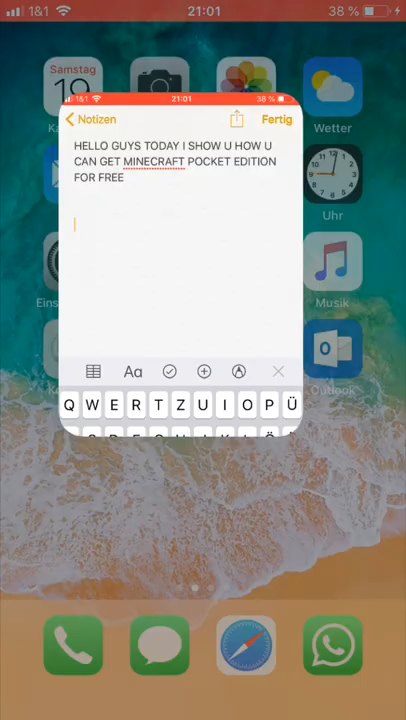 1&1 21:01 38 %
Samstag
19
1&1 21:01 38 %
Notizen Fertig
Wetter
HELLO GUYS TODAY I SHOW U HOW U
CAN GET MINECRAFT POCKET EDITION
FOR FREE
Uhr
Musik
Outlook
Aa
Q W E R T Z U I O P Ü